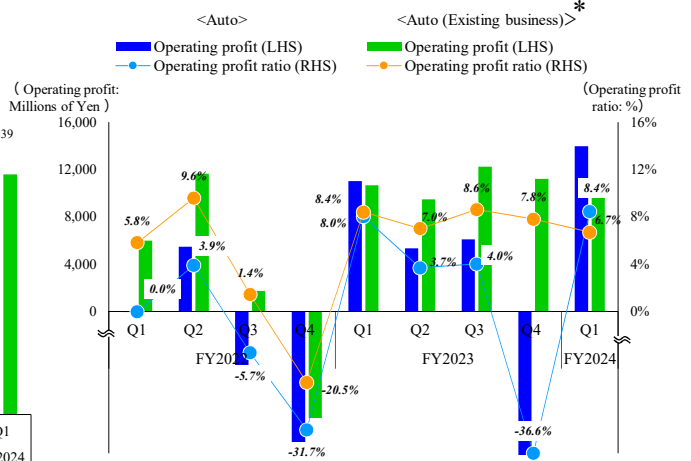 <Auto>
<Auto (Existing business)>*
Operating profit (LHS)
Operating profit (LHS)
Operating profit ratio (RHS)
Operating profit ratio (RHS)
( Operating profit:
Millions of Yen )
(Operating profit
ratio: %)
39
16,000
12,000
8,000
4,000
0
16%
12%
8%
4%
0%
5.8%
9.6%
0.0%
3.9%
1.4%
-5.7%
-20.5%
-31.7%
8.4%
8.0%
7.0%
3.7%
8.6%
4.0%
7.8%
-36.6%
8.4%
6.7%
Q1
Q2
Q3
Q4
Q1
Q2
Q3
Q4
Q1
FY2022
FY2023
FY2024
Q1
2024